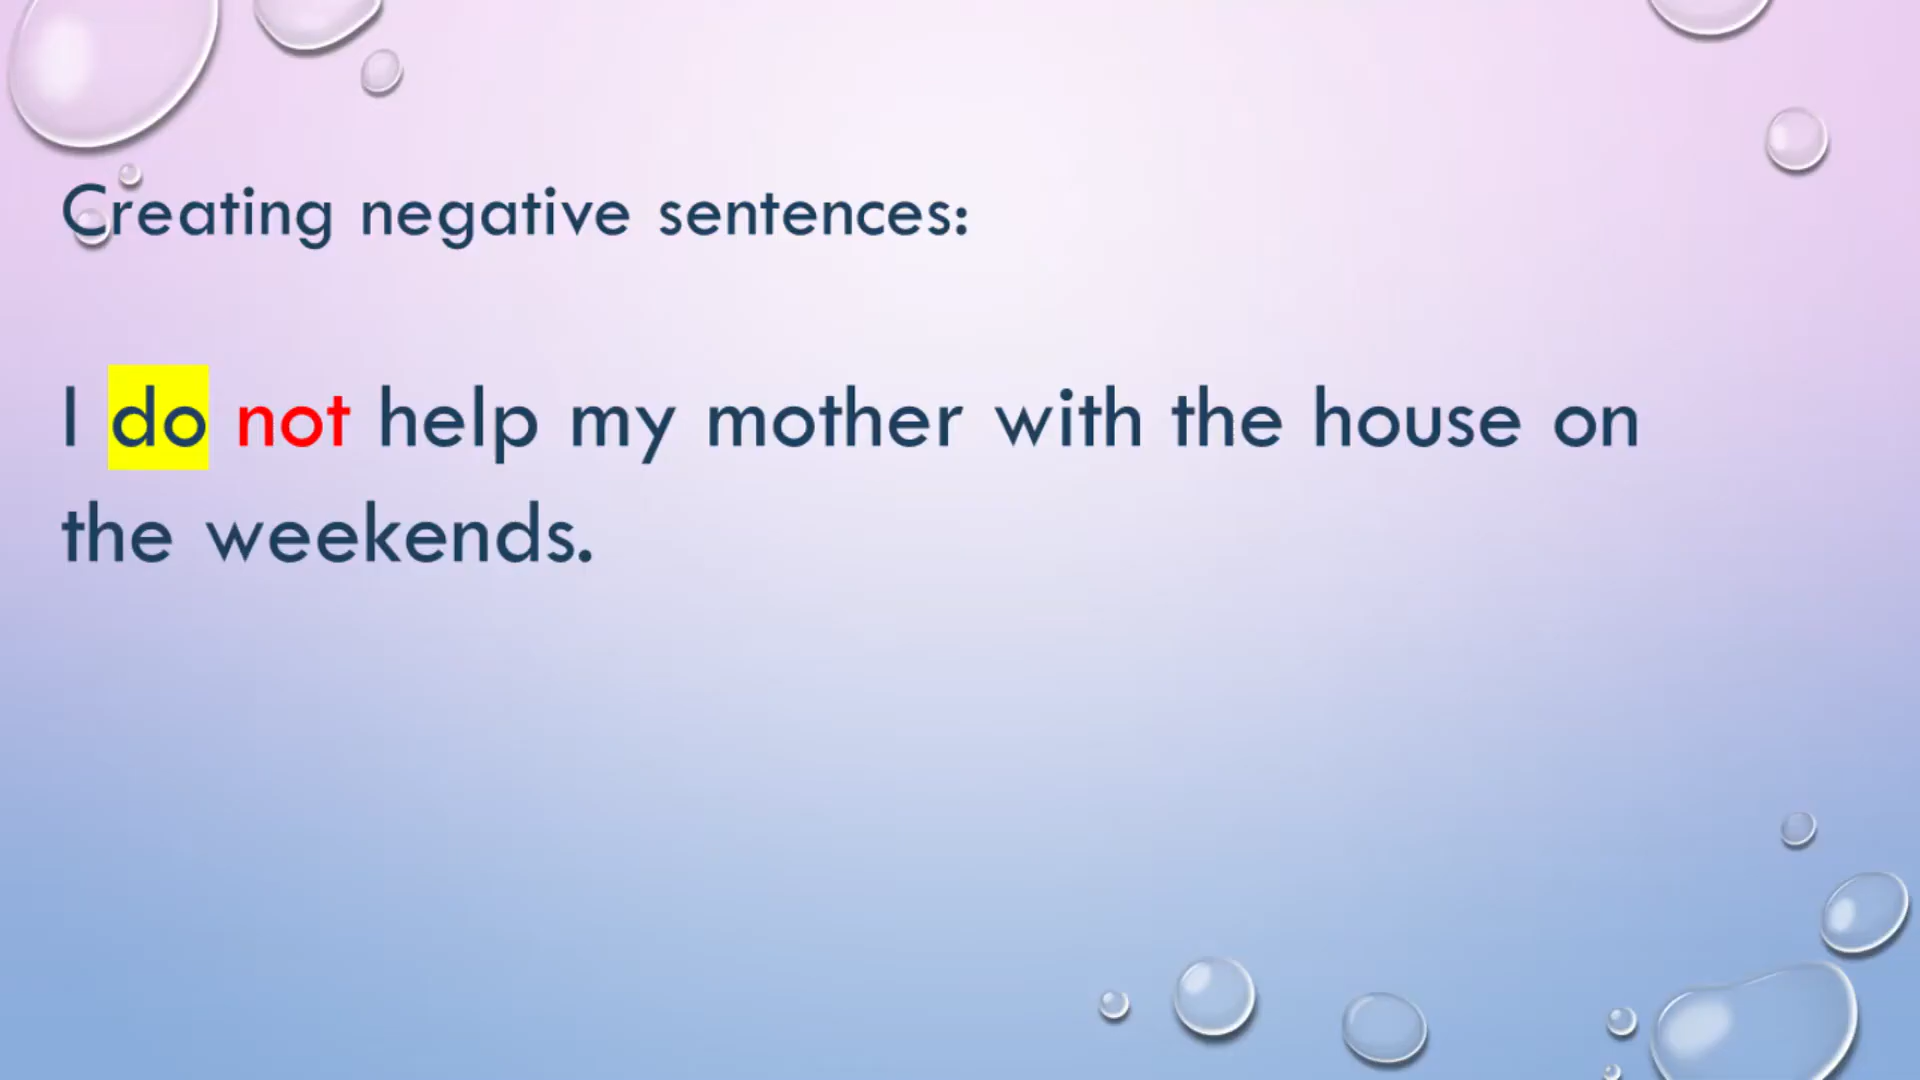 Creating negative sentences:
I do not help my mother with the house on
the weekends.